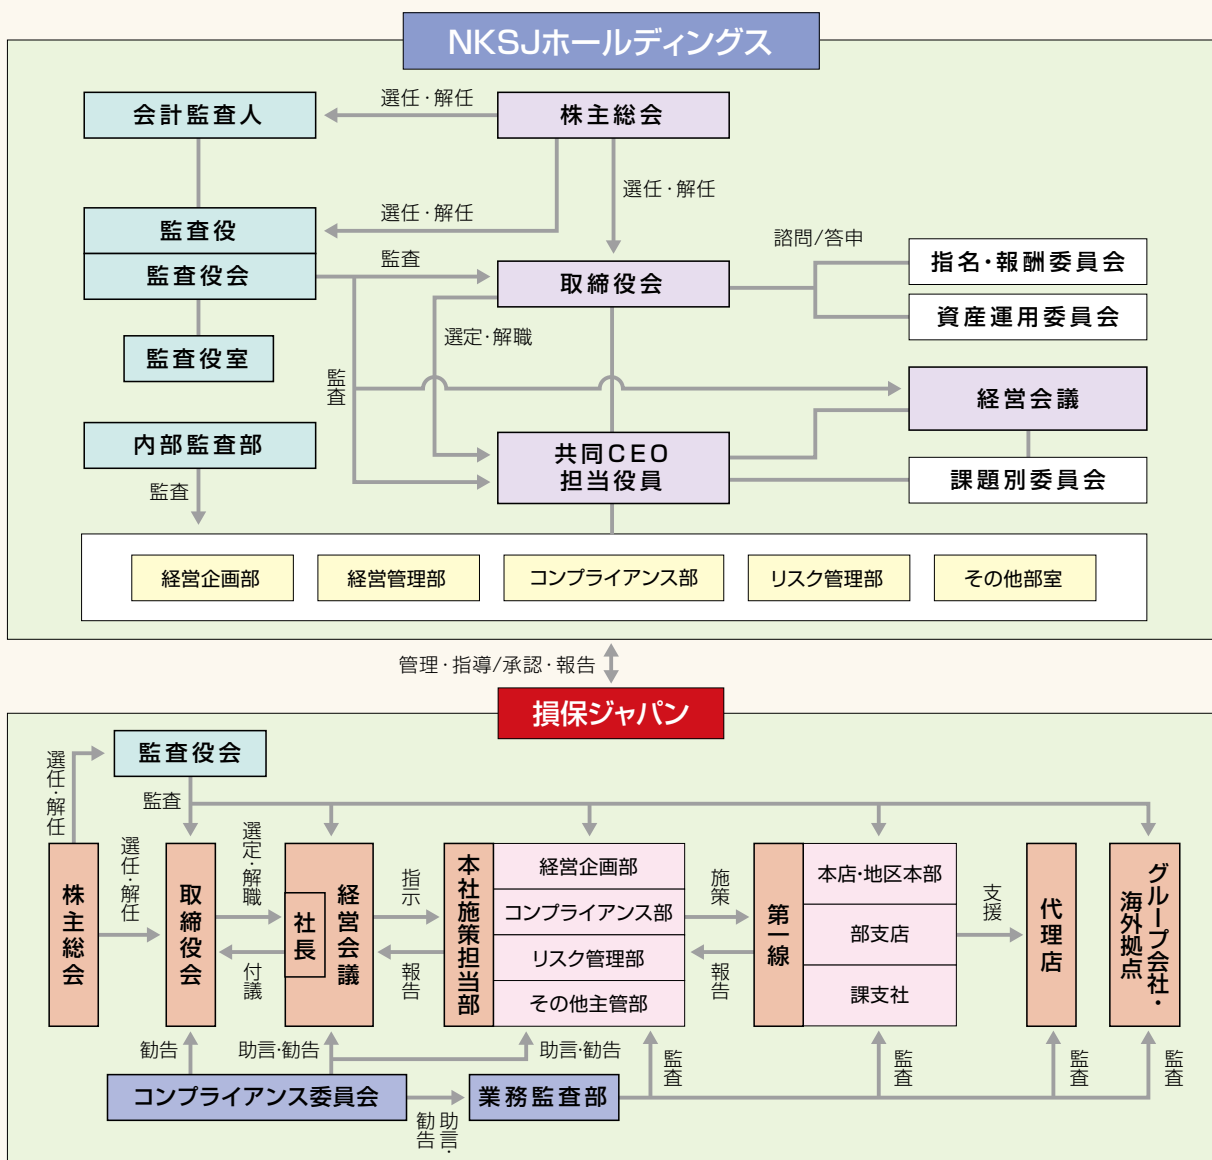 NKSJホールディングス
会計監査人
選任・解任
株主総会
選任・解任
監査役
選任・解任
監査役会
監査
取締役会
諮問/答申
指名・報酬委員会
資産運用委員会
監査役室
選定・解職
監査
経営会議
内部監査部
共同CEO
担当役員
課題別委員会
監査
経営企画部
経営管理部
コンプライアンス部
リスク管理部
その他部室
管理・指導/承認・報告
損保ジャパン
監査役会
選任・解任
監査
株主総会
選任・解任
取締役会
選定・解職
付議
社長
経営会議
指示
報告
本社施策担当部
経営企画部
コンプライアンス部
リスク管理部
その他主管部
施策
報告
第一線
本店・地区本部
部支店
課支社
支援
代理店
グループ会社・
海外拠点
勧告
助言・勧告
助言・勧告
監査
監査
監査
監査
コンプライアンス委員会
助言・
勧告
業務監査部